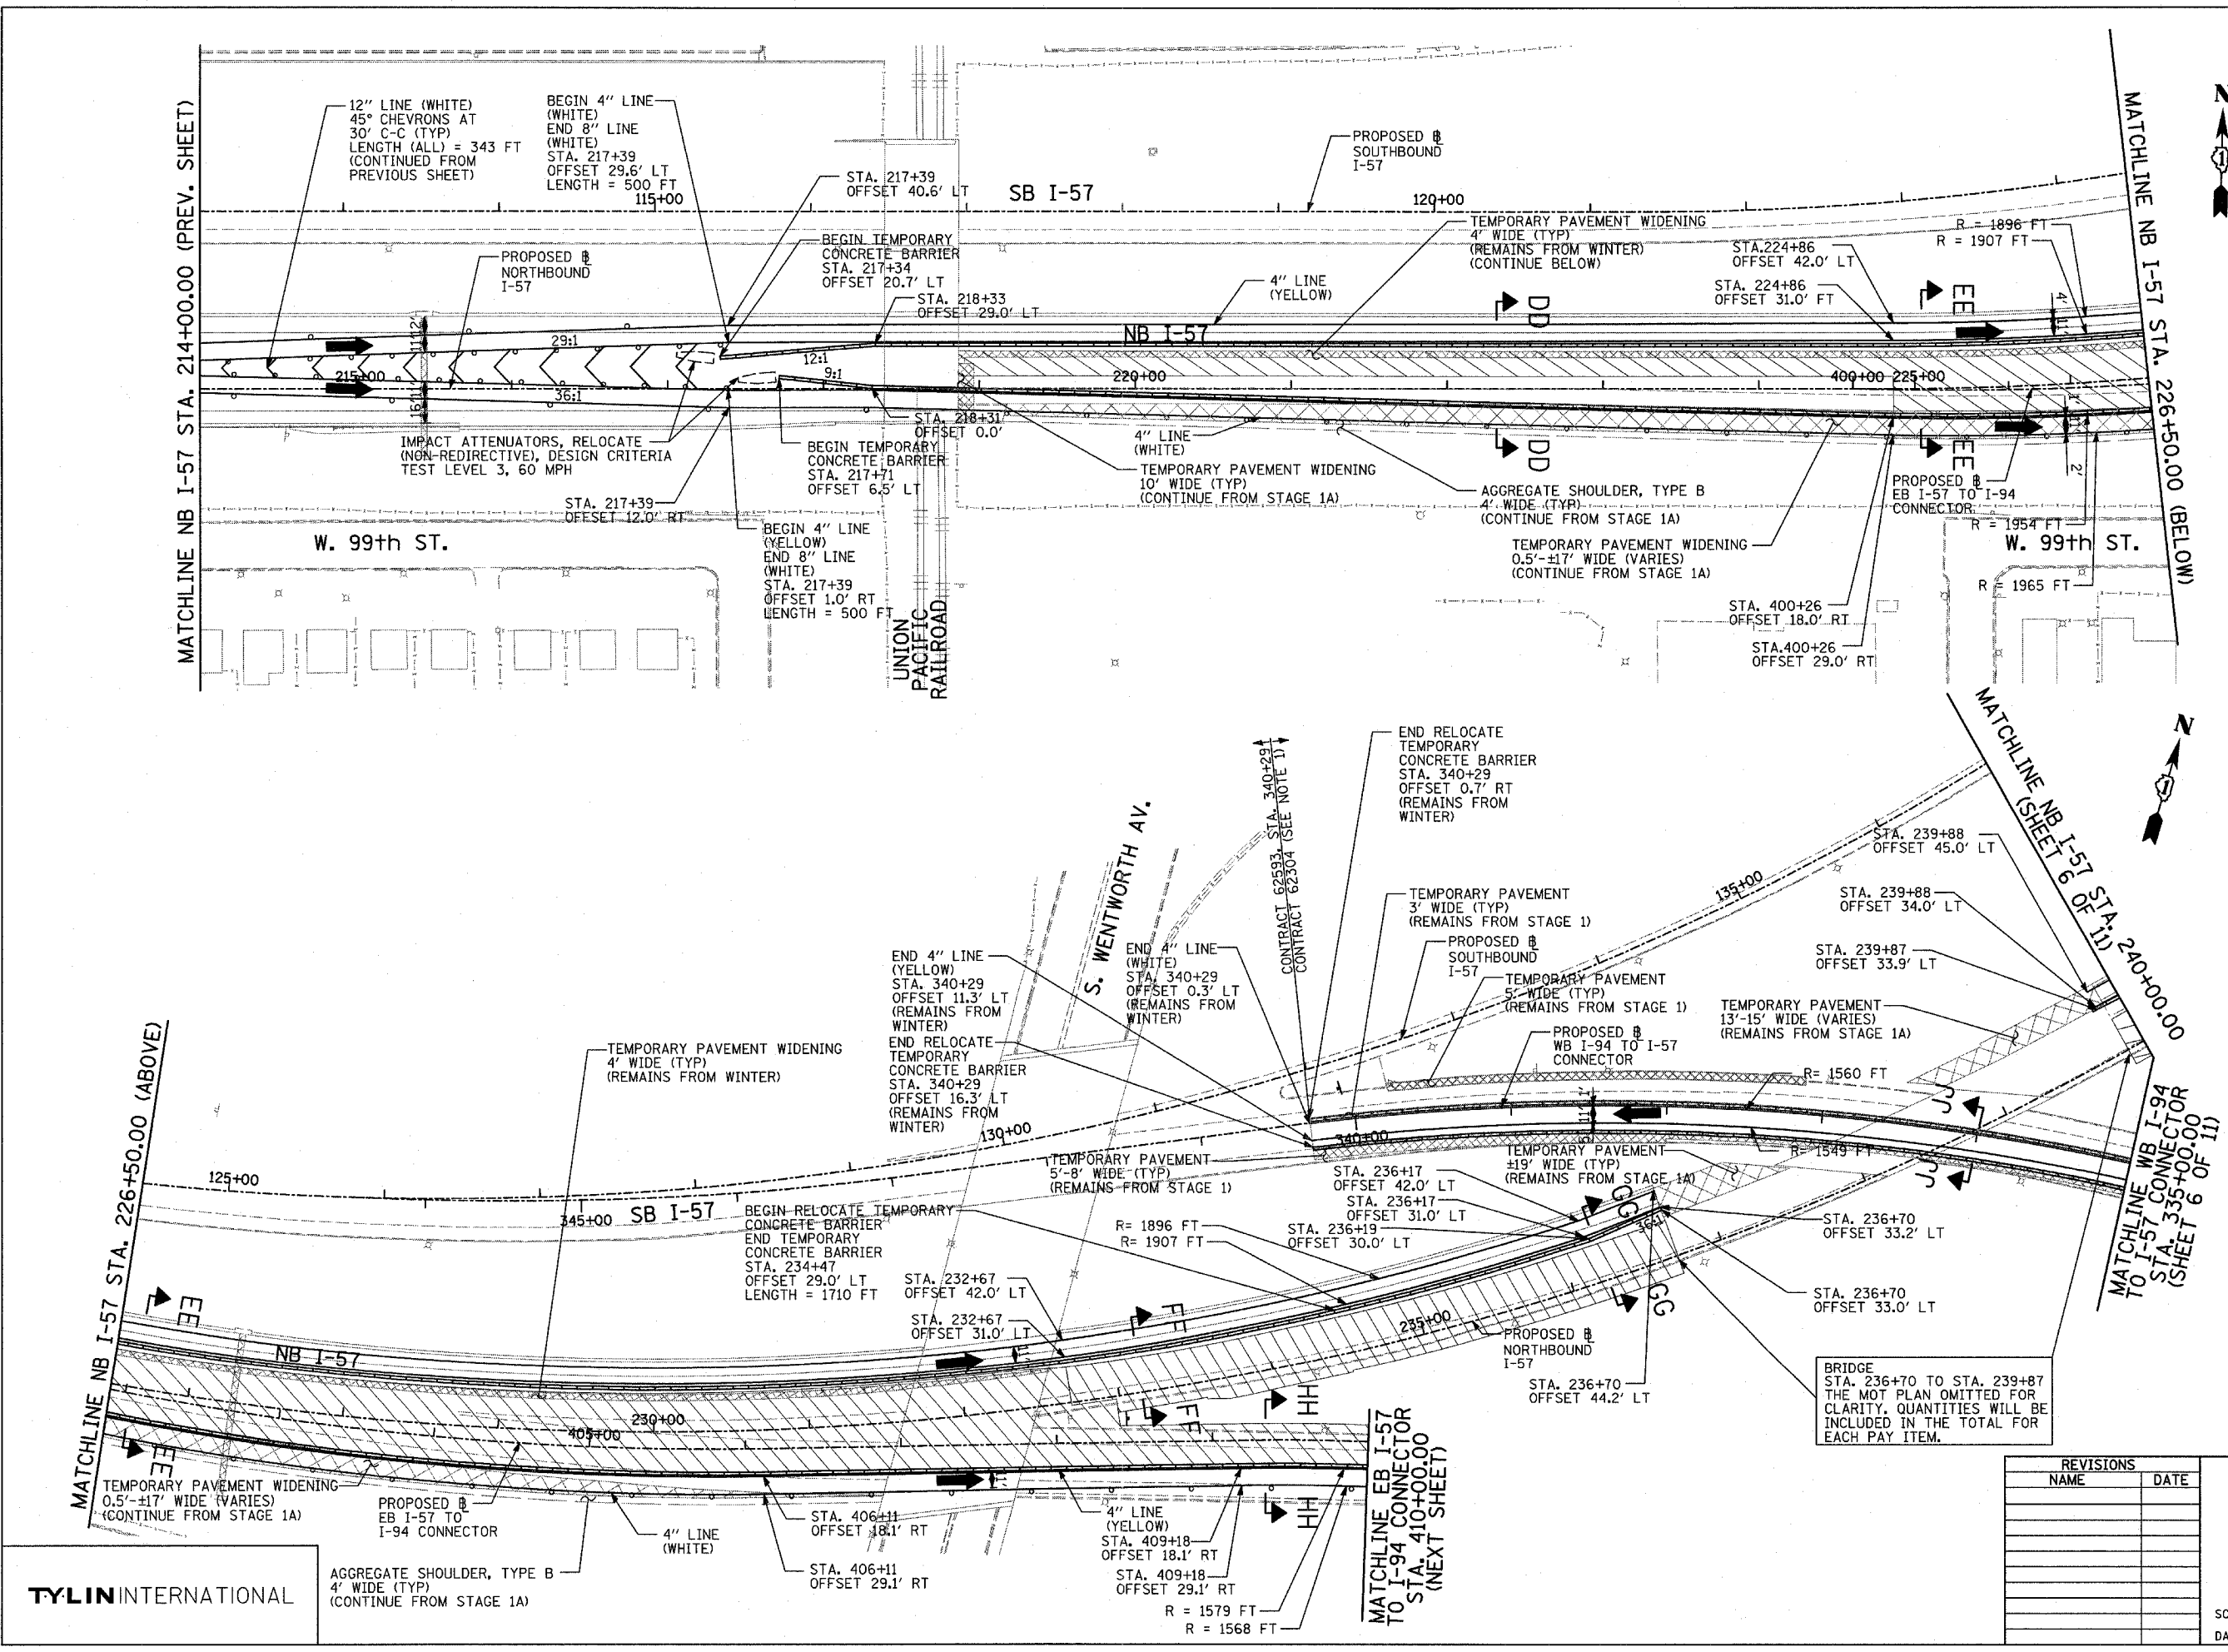 MATCHLINE NB I-57 STA. 214+00.00 (PREV. SHEET)
12" LINE (WHITE)
45° CHEVRONS AT
30' C-C (TYP)
LENGTH (ALL) = 343 FT
(CONTINUED FROM
PREVIOUS SHEET)
BEGIN 4" LINE
(WHITE)
END 8" LINE
(WHITE)
STA. 217+39
OFFSET 29.6' LT
LENGTH = 500 FT
115+00
STA. 217+39
OFFSET 40.6' LT
SB I-57
PROPOSED ℄
SOUTHBOUND
I-57
120+00
PROPOSED ℄
NORTHBOUND
I-57
BEGIN TEMPORARY
CONCRETE BARRIER
STA. 217+34
OFFSET 20.7' LT
STA. 218+33
OFFSET 29.0' LT
4" LINE
(YELLOW)
TEMPORARY PAVEMENT WIDENING
4' WIDE (TYP)
(REMAINS FROM WINTER)
(CONTINUE BELOW)
STA.224+86
OFFSET 42.0' LT
STA. 224+86
OFFSET 31.0' FT
R = 1896 FT
R = 1907 FT
MATCHLINE NB I-57 STA. 226+50.00 (BELOW)
N
DD
EE
4'
11'
12'
11'
29:1
12:1
9:1
36:1
NB I-57
215+00
220+00
400+00
225+00
11'
16'
1'
11'
2'
IMPACT ATTENUATORS, RELOCATE
(NON-REDIRECTIVE), DESIGN CRITERIA
TEST LEVEL 3, 60 MPH
STA. 217+39
OFFSET 12.0' RT
BEGIN TEMPORARY
CONCRETE BARRIER
STA. 217+71
OFFSET 6.5' LT
STA. 218+31
OFFSET 0.0'
BEGIN 4" LINE
(YELLOW)
END 8" LINE
(WHITE)
STA. 217+39
OFFSET 1.0' RT
LENGTH = 500 FT
4" LINE
(WHITE)
TEMPORARY PAVEMENT WIDENING
10' WIDE (TYP)
(CONTINUE FROM STAGE 1A)
DD
EE
AGGREGATE SHOULDER, TYPE B
4' WIDE (TYP)
(CONTINUE FROM STAGE 1A)
TEMPORARY PAVEMENT WIDENING
0.5'-±17' WIDE (VARIES)
(CONTINUE FROM STAGE 1A)
PROPOSED ℄
EB I-57 TO I-94
CONNECTOR
R = 1954 FT
W. 99th ST.
W. 99th ST.
R = 1965 FT
STA. 400+26
OFFSET 18.0' RT
STA.400+26
OFFSET 29.0' RT
UNION
PACIFIC
RAILROAD
MATCHLINE NB I-57 STA. 240+00.00
(SHEET 6 OF 11)
N
CONTRACT 62593, STA. 340+29
CONTRACT 62304 (SEE NOTE 1)
END RELOCATE
TEMPORARY
CONCRETE BARRIER
STA. 340+29
OFFSET 0.7' RT
(REMAINS FROM
WINTER)
S. WENTWORTH AV.
135+00
STA. 239+88
OFFSET 45.0' LT
STA. 239+88
OFFSET 34.0' LT
STA. 239+87
OFFSET 33.9' LT
TEMPORARY PAVEMENT
3' WIDE (TYP)
(REMAINS FROM STAGE 1)
PROPOSED ℄
SOUTHBOUND
I-57
END 4" LINE
(YELLOW)
STA. 340+29
OFFSET 11.3' LT
(REMAINS FROM
WINTER)
END 4" LINE
(WHITE)
STA. 340+29
OFFSET 0.3' LT
(REMAINS FROM
WINTER)
TEMPORARY PAVEMENT
5' WIDE (TYP)
(REMAINS FROM STAGE 1)
TEMPORARY PAVEMENT
13'-15' WIDE (VARIES)
(REMAINS FROM STAGE 1A)
PROPOSED ℄
WB I-94 TO I-57
CONNECTOR
R= 1560 FT
END RELOCATE
TEMPORARY
CONCRETE BARRIER
STA. 340+29
OFFSET 16.3' LT
(REMAINS FROM
WINTER)
JJ
JJ
MATCHLINE WB I-94
TO I-57 CONNECTOR
STA. 335+00.00
(SHEET 6 OF 11)
1'
11'
5'
340+00
130+00
R= 1549 FT
TEMPORARY PAVEMENT
5'-8' WIDE (TYP)
(REMAINS FROM STAGE 1)
TEMPORARY PAVEMENT
±19' WIDE (TYP)
(REMAINS FROM STAGE 1A)
MATCHLINE NB I-57 STA. 226+50.00 (ABOVE)
TEMPORARY PAVEMENT WIDENING
4' WIDE (TYP)
(REMAINS FROM WINTER)
125+00
345+00
SB I-57
BEGIN RELOCATE TEMPORARY
CONCRETE BARRIER
END TEMPORARY
CONCRETE BARRIER
STA. 234+47
OFFSET 29.0' LT
LENGTH = 1710 FT
R= 1896 FT
R= 1907 FT
STA. 236+17
OFFSET 42.0' LT
STA. 236+17
OFFSET 31.0' LT
STA. 236+19
OFFSET 30.0' LT
GG
36:1
STA. 236+70
OFFSET 33.2' LT
STA. 236+70
OFFSET 33.0' LT
STA. 232+67
OFFSET 42.0' LT
STA. 232+67
OFFSET 31.0' LT
EE
FF
GG
NB I-57
11'
235+00
PROPOSED ℄
NORTHBOUND
I-57
STA. 236+70
OFFSET 44.2' LT
BRIDGE
STA. 236+70 TO STA. 239+87
THE MOT PLAN OMITTED FOR
CLARITY. QUANTITIES WILL BE
INCLUDED IN THE TOTAL FOR
EACH PAY ITEM.
230+00
405+00
FF
HH
EE
11'
HH
MATCHLINE EB I-57
TO I-94 CONNECTOR
STA. 410+00.00
(NEXT SHEET)
TEMPORARY PAVEMENT WIDENING
0.5'-±17' WIDE (VARIES)
(CONTINUE FROM STAGE 1A)
PROPOSED ℄
EB I-57 TO
I-94 CONNECTOR
4" LINE
(WHITE)
STA. 406+11
OFFSET 18.1' RT
STA. 406+11
OFFSET 29.1' RT
4" LINE
(YELLOW)
STA. 409+18
OFFSET 18.1' RT
STA. 409+18
OFFSET 29.1' RT
R = 1579 FT
R = 1568 FT
AGGREGATE SHOULDER, TYPE B
4' WIDE (TYP)
(CONTINUE FROM STAGE 1A)
TYLIN INTERNATIONAL
REVISIONS
NAME DATE